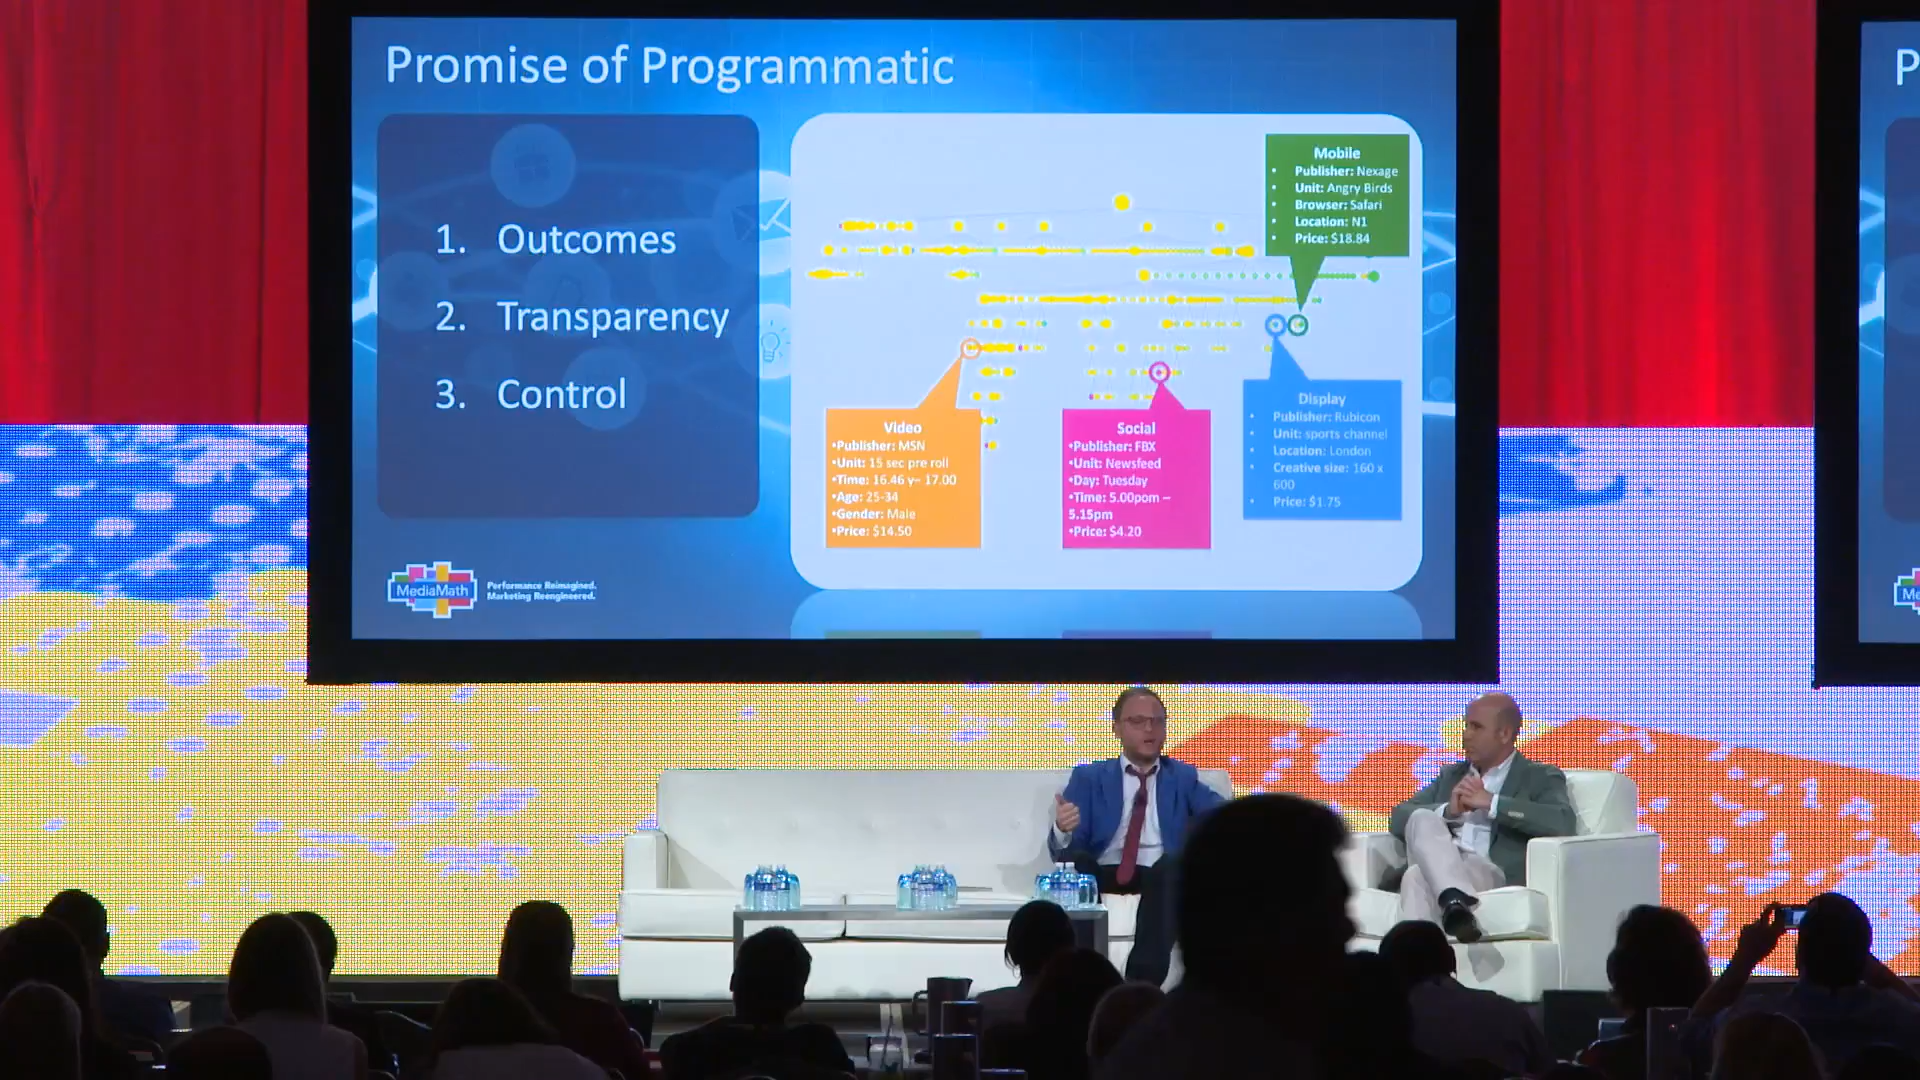 Promise of Programmatic
1. Outcomes
2. Transparency
3. Control
Mobile
• Publisher: Nexage
• Unit: Angry Birds
• Browser: Safari
• Location: N1
• Price: $18.84
Video
•Publisher: MSN
•Unit: 15 sec pre roll
•Time: 16.46 y– 17.00
•Age: 25-34
•Gender: Male
•Price: $14.50
Social
•Publisher: FBX
•Unit: Newsfeed
•Day: Tuesday
•Time: 5.00pom –
5.15pm
•Price: $4.20
Display
• Publisher: Rubicon
• Unit: sports channel
• Location: London
• Creative size: 160 x
600
• Price: $1.75
MediaMath
Performance Reimagined.
Marketing Reengineered.
P
Me